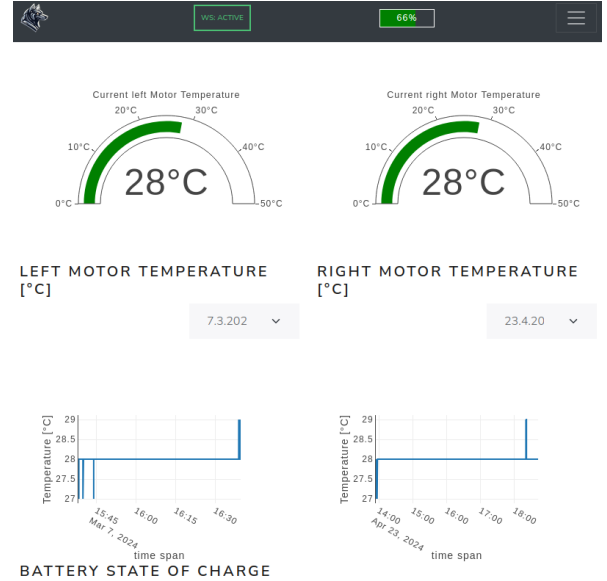 WS: ACTIVE
66%
Current left Motor Temperature
0°C 10°C 20°C 30°C 40°C 50°C
28°C
Current right Motor Temperature
0°C 10°C 20°C 30°C 40°C 50°C
28°C
LEFT MOTOR TEMPERATURE
[°C]
7.3.202
RIGHT MOTOR TEMPERATURE
[°C]
23.4.20
Temperature [°C]
29
28.5
28
27.5
27
15:45 16:00 16:15 16:30
Mar 7, 2024
time span
Temperature [°C]
29
28.5
28
27.5
27
14:00 15:00 16:00 17:00 18:00
Apr 23, 2024
time span
BATTERY STATE OF CHARGE